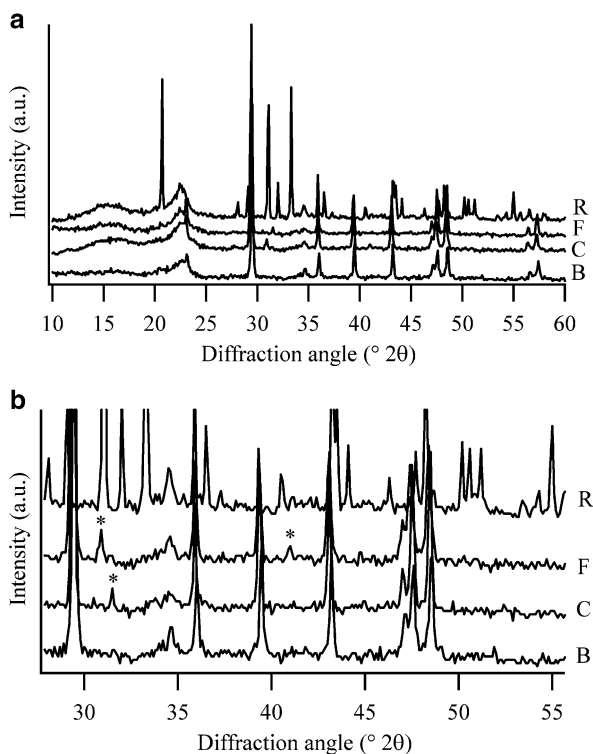 a
Intensity (a.u.)
R
F
C
B
10 15 20 25 30 35 40 45 50 55 60
Diffraction angle (° 2θ)
b
Intensity (a.u.)
R
*
*
F
*
C
B
30 35 40 45 50 55
Diffraction angle (° 2θ)